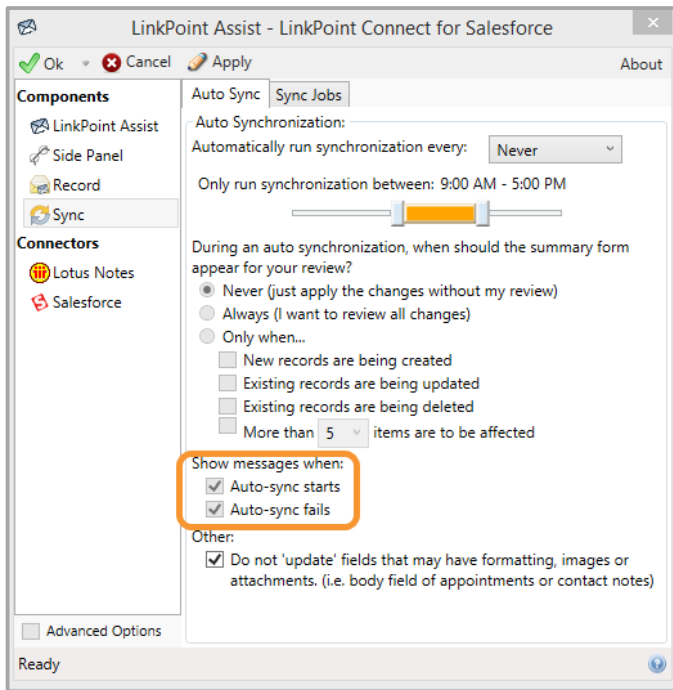 LinkPoint Assist - LinkPoint Connect for Salesforce
Ok Cancel Apply About
Components
LinkPoint Assist
Side Panel
Record
Sync
Connectors
Lotus Notes
Salesforce
Advanced Options
Auto Sync Sync Jobs
Auto Synchronization:
Automatically run synchronization every: Never
Only run synchronization between: 9:00 AM - 5:00 PM
During an auto synchronization, when should the summary form
appear for your review?
Never (just apply the changes without my review)
Always (I want to review all changes)
Only when...
New records are being created
Existing records are being updated
Existing records are being deleted
More than 5 items are to be affected
Show messages when:
Auto-sync starts
Auto-sync fails
Other:
Do not 'update' fields that may have formatting, images or
attachments. (i.e. body field of appointments or contact notes)
Ready